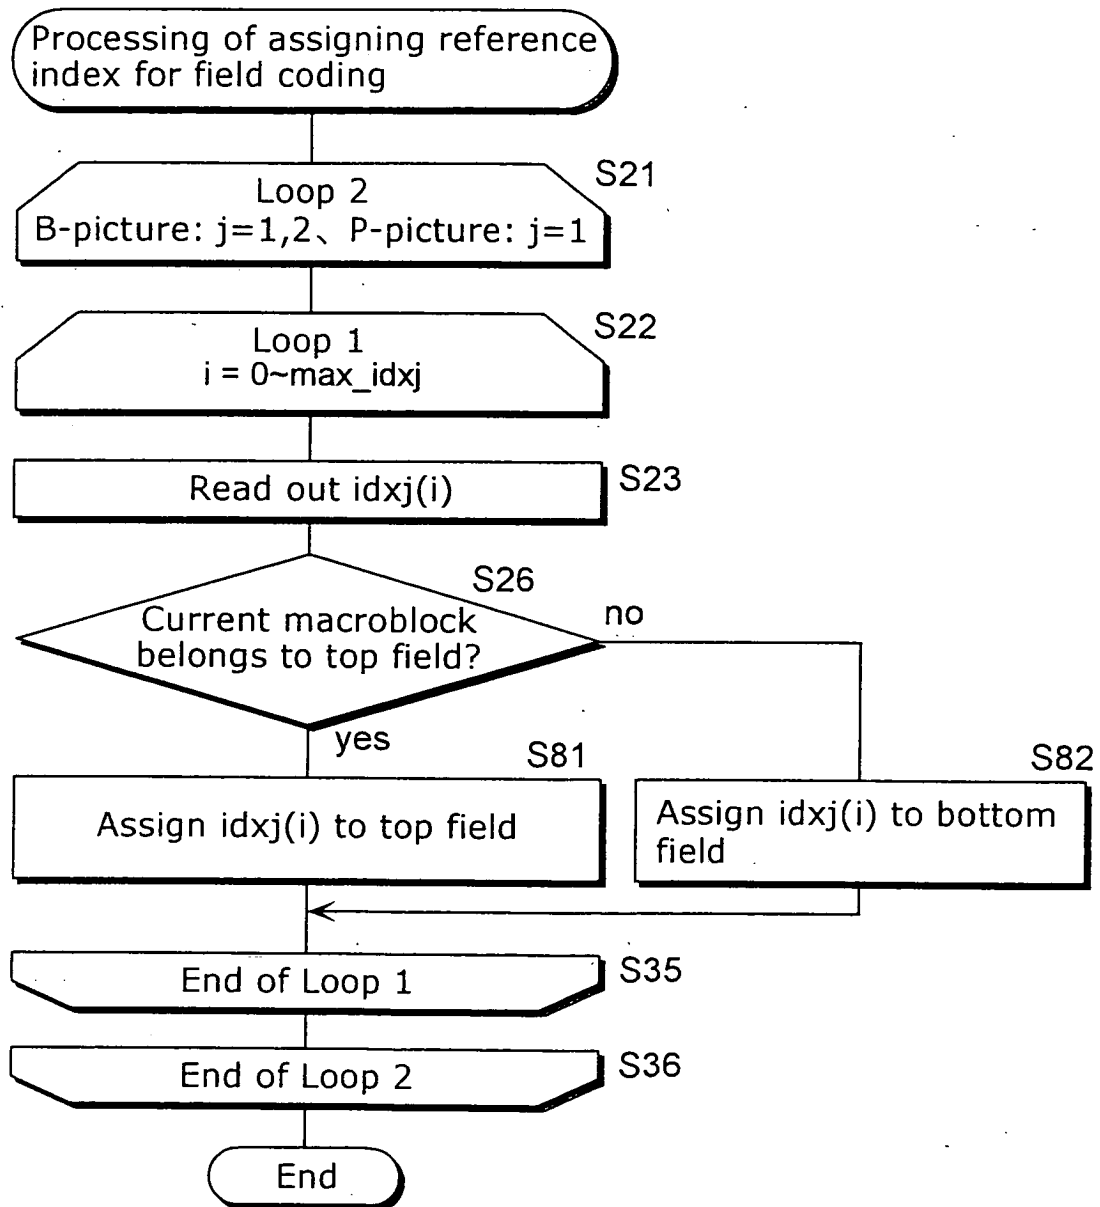 Processing of assigning reference
index for field coding
S21
Loop 2
B-picture: j=1,2、P-picture: j=1
S22
Loop 1
i = 0~max_idxj
Read out idxj(i)
S23
S26
Current macroblock
belongs to top field?
no
yes
S81
Assign idxj(i) to top field
S82
Assign idxj(i) to bottom
field
End of Loop 1
S35
End of Loop 2
S36
End